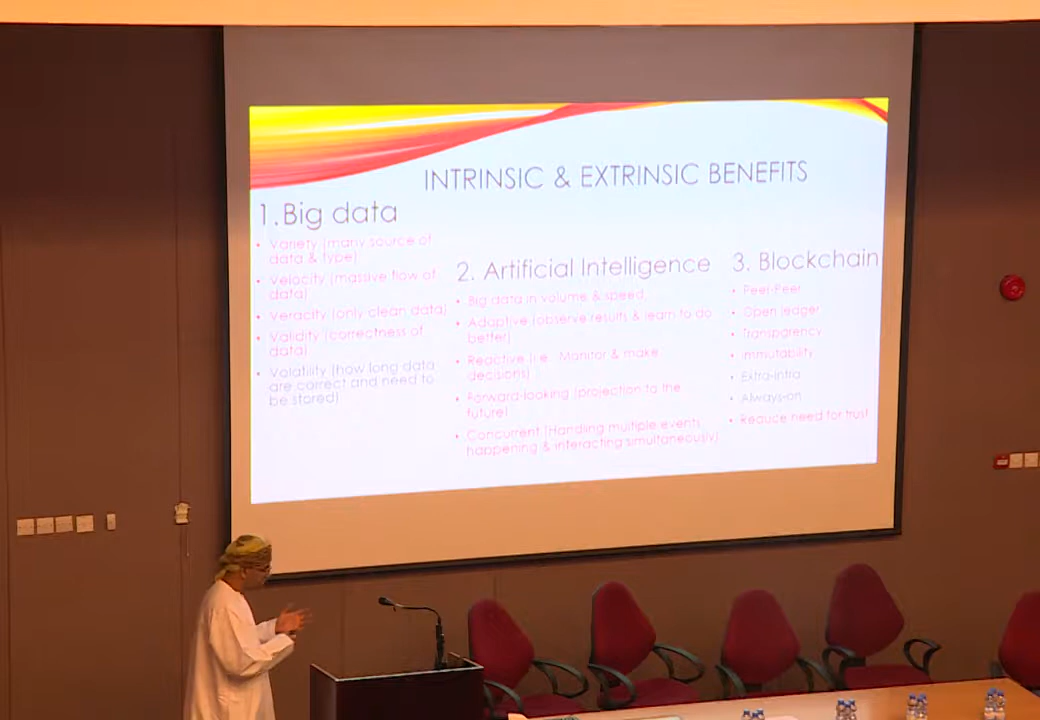 INTRINSIC & EXTRINSIC BENEFITS
1. Big data
• Variety (many source of
data & type)
• Velocity (massive flow of
data)
• Veracity (only clean data)
• Validity (correctness of
data)
• Volatility (how long data
are correct and need to
be stored)
2. Artificial Intelligence
• Big data in volume & speed
• Adaptive (observe results & learn to do
better)
• Reactive (i.e. Monitor & make
decisions)
• Forward-looking (projection to the
future)
• Concurrent (Handling multiple events
happening & interacting simultaneously)
3. Blockchain
• Peer-Peer
• Open ledger
• Transparency
• Immutability
• Extra-Intra
• Always-on
• Reduce need for trust